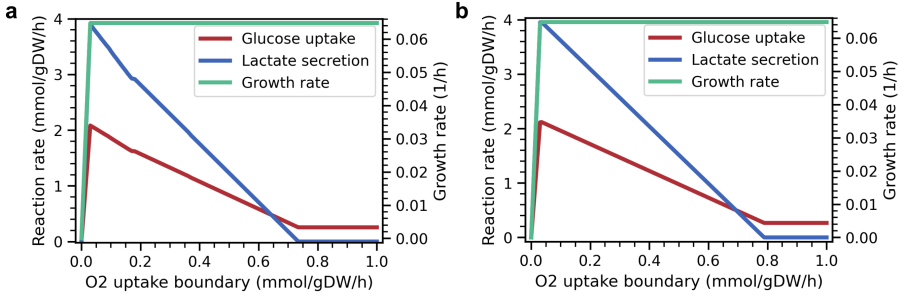 a
Reaction rate (mmol/gDW/h)
4
3
2
1
0
Glucose uptake
Lactate secretion
Growth rate
0.06
0.05
0.04
0.03
0.02
0.01
0.00
Growth rate (1/h)
0.0 0.2 0.4 0.6 0.8 1.0
O2 uptake boundary (mmol/gDW/h)
b
Reaction rate (mmol/gDW/h)
4
3
2
1
0
Glucose uptake
Lactate secretion
Growth rate
0.06
0.05
0.04
0.03
0.02
0.01
0.00
Growth rate (1/h)
0.0 0.2 0.4 0.6 0.8 1.0
O2 uptake boundary (mmol/gDW/h)